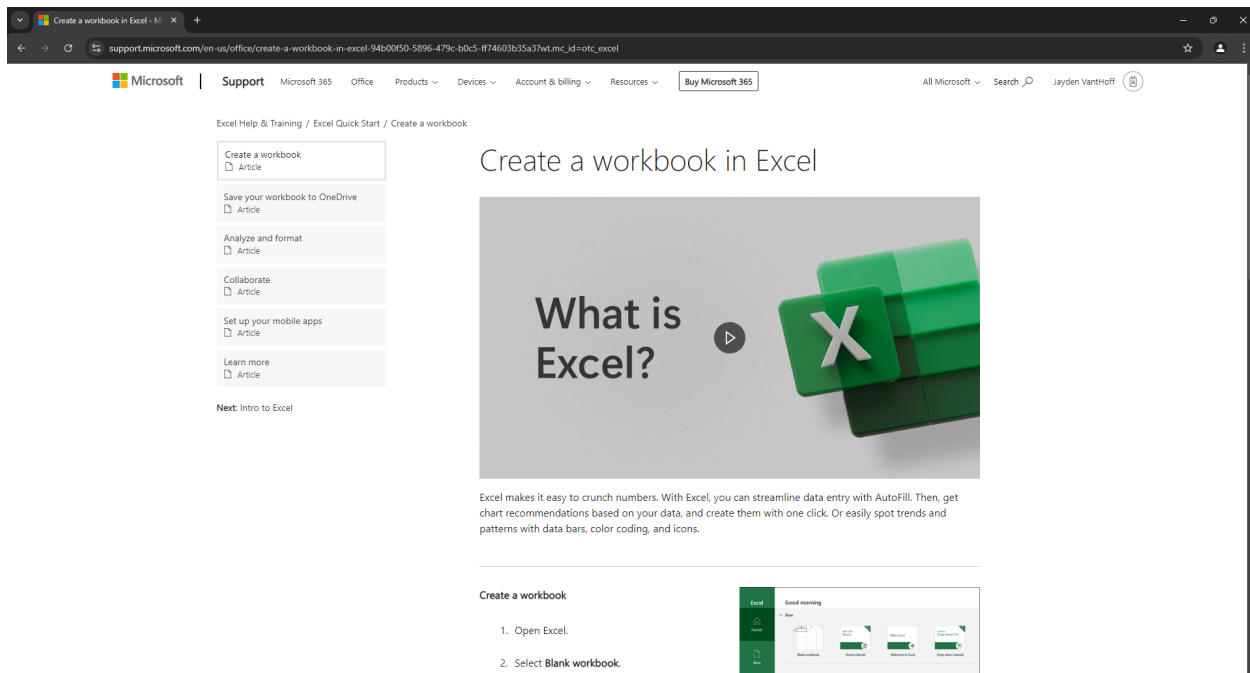 Create a workbook in Excel - Mi
support.microsoft.com/en-us/office/create-a-workbook-in-excel-94b00f50-5896-479c-b0c5-ff74603b35a3?wt.mc_id=otc_excel
Microsoft Support Microsoft 365 Office Products Devices Account & billing Resources Buy Microsoft 365 All Microsoft Search Jayden VantHoff
Excel Help & Training / Excel Quick Start / Create a workbook
Create a workbook
Article
Save your workbook to OneDrive
Article
Analyze and format
Article
Collaborate
Article
Set up your mobile apps
Article
Learn more
Article
Next: Intro to Excel
Create a workbook in Excel
What is
Excel?
X
Excel makes it easy to crunch numbers. With Excel, you can streamline data entry with AutoFill. Then, get
chart recommendations based on your data, and create them with one click. Or easily spot trends and
patterns with data bars, color coding, and icons.
Create a workbook
1. Open Excel.
2. Select Blank workbook.
Excel
Good morning
New
Home
New
Blank workbook
Welcome to Excel